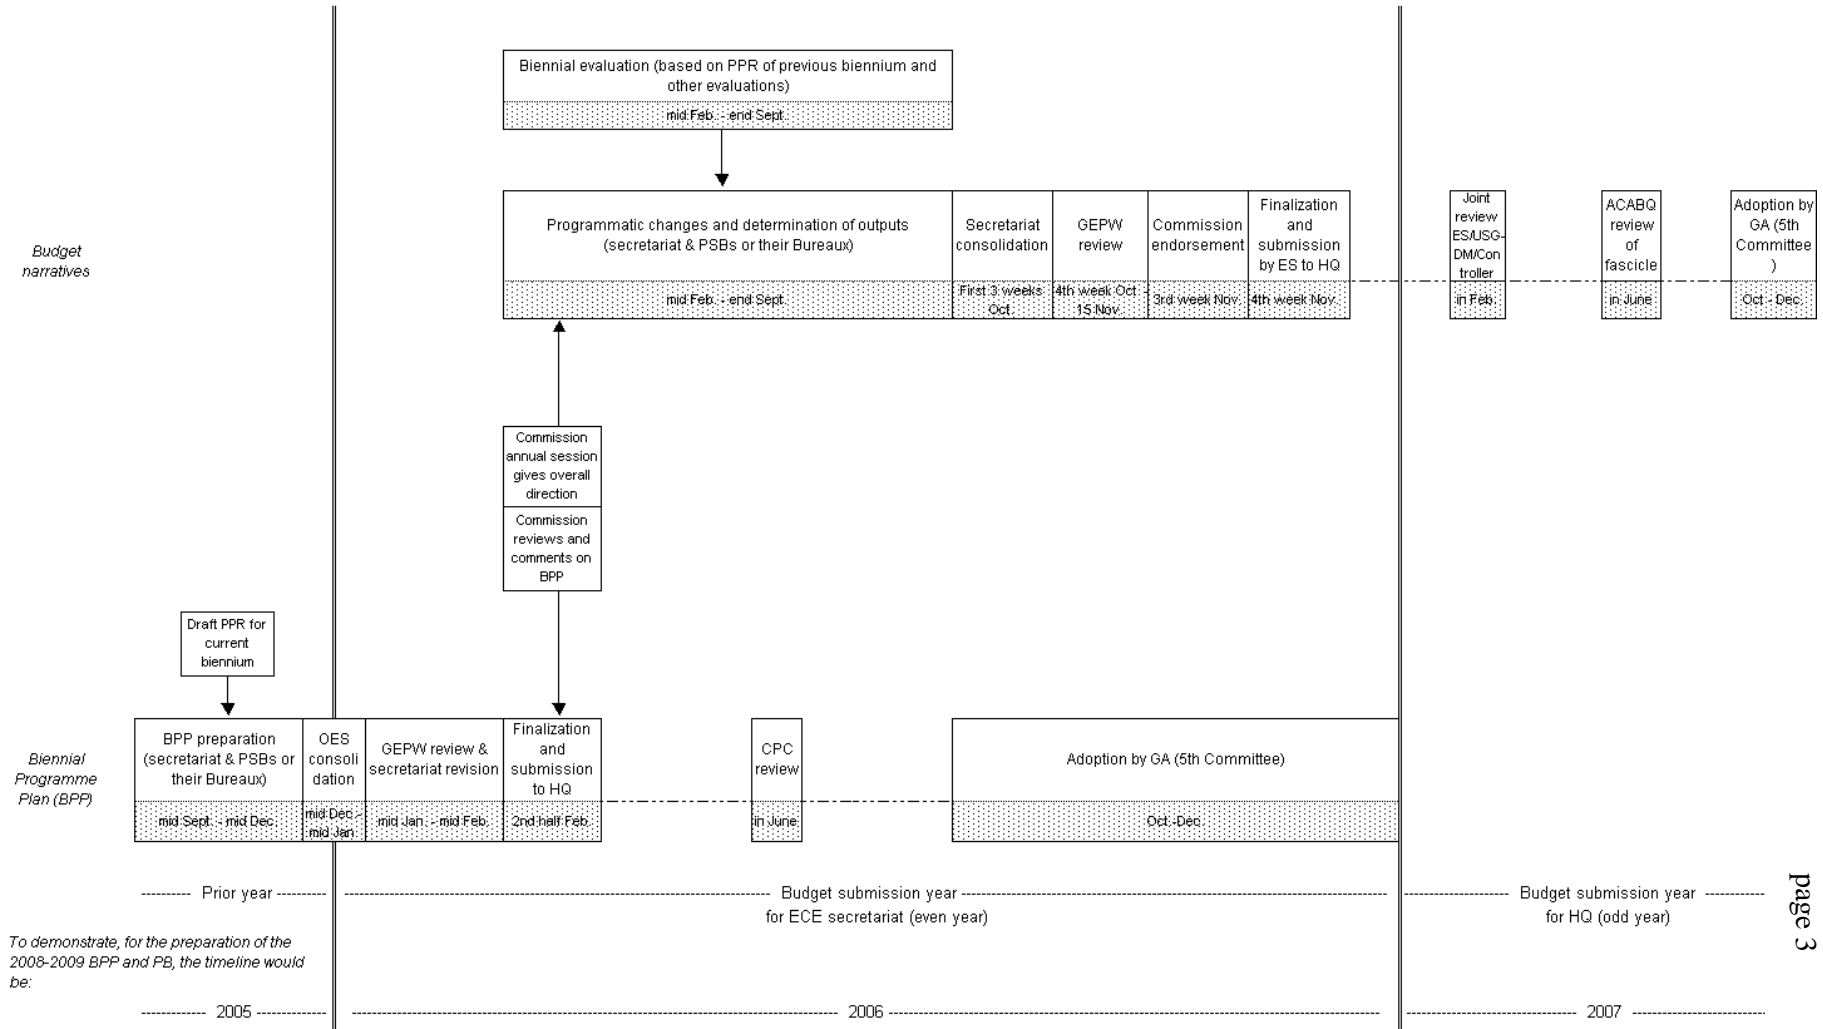 Biennial evaluation (based on PPR of previous biennium and
other evaluations)
mid Feb. - end Sept.
Budget
narratives
Programmatic changes and determination of outputs
(secretariat & PSBs or their Bureaux)
mid Feb. - end Sept.
Secretariat
consolidation
First 3 weeks
Oct.
GEPW
review
4th week Oct -
15 Nov.
Commission
endorsement
3rd week Nov.
Finalization
and
submission
by ES to HQ
4th week Nov.
Joint
review
ES/USG-
DM/Con
troller
in Feb.
ACABQ
review
of
fascicle
in June
Adoption by
GA (5th
Committee
)
Oct - Dec.
Commission
annual session
gives overall
direction
Commission
reviews and
comments on
BPP
Draft PPR for
current
biennium
Biennial
Programme
Plan (BPP)
BPP preparation
(secretariat & PSBs or
their Bureaux)
mid Sept. - mid Dec.
OES
consoli
dation
mid Dec.-
mid Jan.
GEPW review &
secretariat revision
mid Jan. - mid Feb.
Finalization
and
submission
to HQ
2nd half Feb.
CPC
review
in June
Adoption by GA (5th Committee)
Oct.-Dec.
Prior year
Budget submission year
for ECE secretariat (even year)
Budget submission year
for HQ (odd year)
To demonstrate, for the preparation of the
2008-2009 BPP and PB, the timeline would
be:
2005
2006
2007
page 3